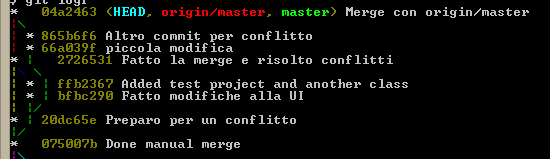 git log1
* 04a2463 (HEAD, origin/master, master) Merge con origin/master
|\
| * 865b6f6 Altro commit per conflitto
| * 66a039f piccola modifica
* | 2726531 Fatto la merge e risolto conflitti
|\ \
| * | ffb2367 Added test project and another class
| * | bfbc290 Fatto modifiche alla UI
| |/
* | 20dc65e Preparo per un conflitto
|/
* 075007b Done manual merge